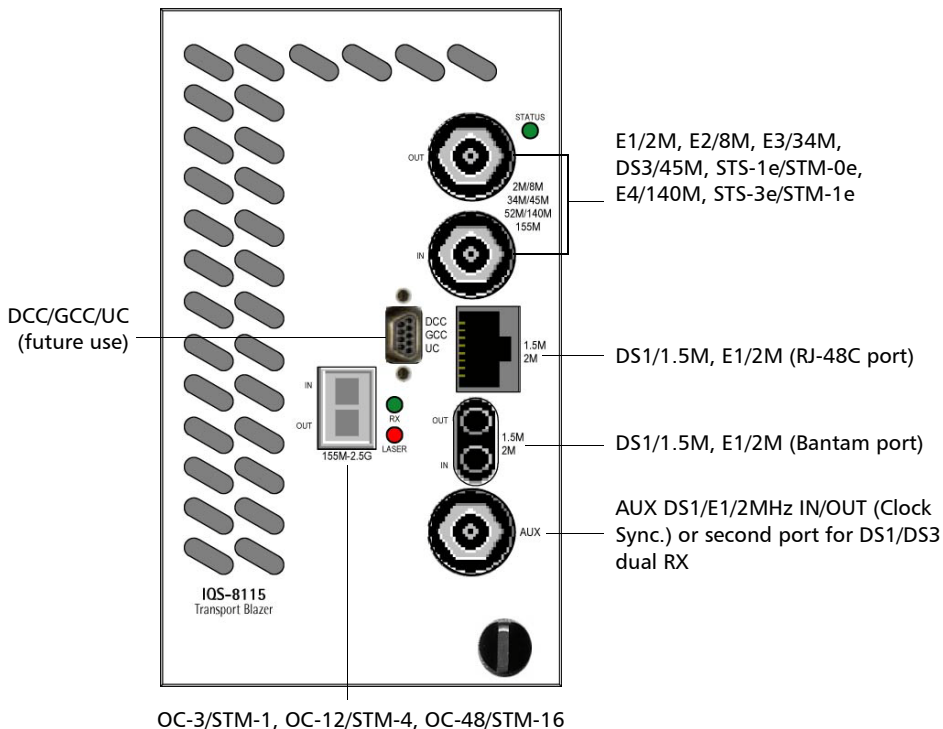 STATUS
OUT
2M/8M
34M/45M
52M/140M
155M
IN
E1/2M, E2/8M, E3/34M,
DS3/45M, STS-1e/STM-0e,
E4/140M, STS-3e/STM-1e
DCC/GCC/UC
(future use)
DCC
GCC
UC
1.5M
2M
DS1/1.5M, E1/2M (RJ-48C port)
IN
OUT
RX
LASER
155M-2.5G
OUT
IN
1.5M
2M
DS1/1.5M, E1/2M (Bantam port)
AUX
AUX DS1/E1/2MHz IN/OUT (Clock
Sync.) or second port for DS1/DS3
dual RX
IQS-8115
Transport Blazer
OC-3/STM-1, OC-12/STM-4, OC-48/STM-16